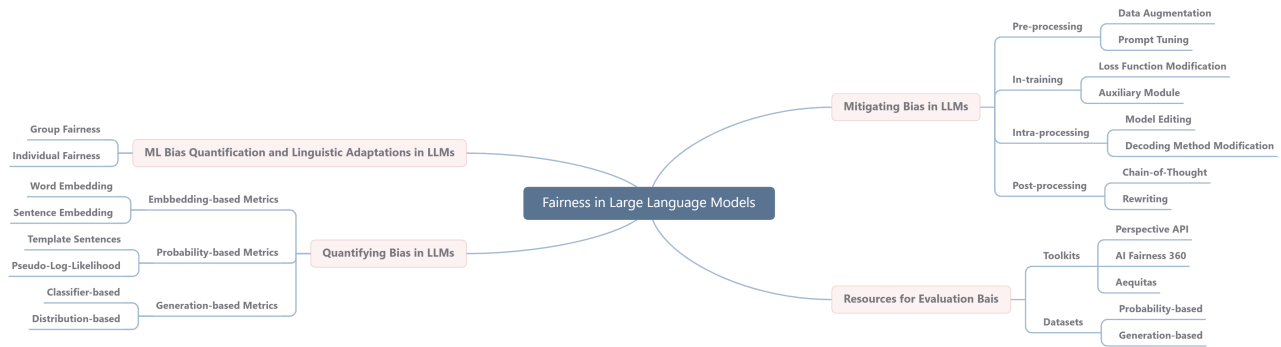 Fairness in Large Language Models
ML Bias Quantification and Linguistic Adaptations in LLMs
Group Fairness
Individual Fairness
Quantifying Bias in LLMs
Embbedding-based Metrics
Word Embedding
Sentence Embedding
Probability-based Metrics
Template Sentences
Pseudo-Log-Likelihood
Generation-based Metrics
Classifier-based
Distribution-based
Mitigating Bias in LLMs
Pre-processing
Data Augmentation
Prompt Tuning
In-training
Loss Function Modification
Auxiliary Module
Intra-processing
Model Editing
Decoding Method Modification
Post-processing
Chain-of-Thought
Rewriting
Resources for Evaluation Bais
Toolkits
Perspective API
AI Fairness 360
Aequitas
Datasets
Probability-based
Generation-based